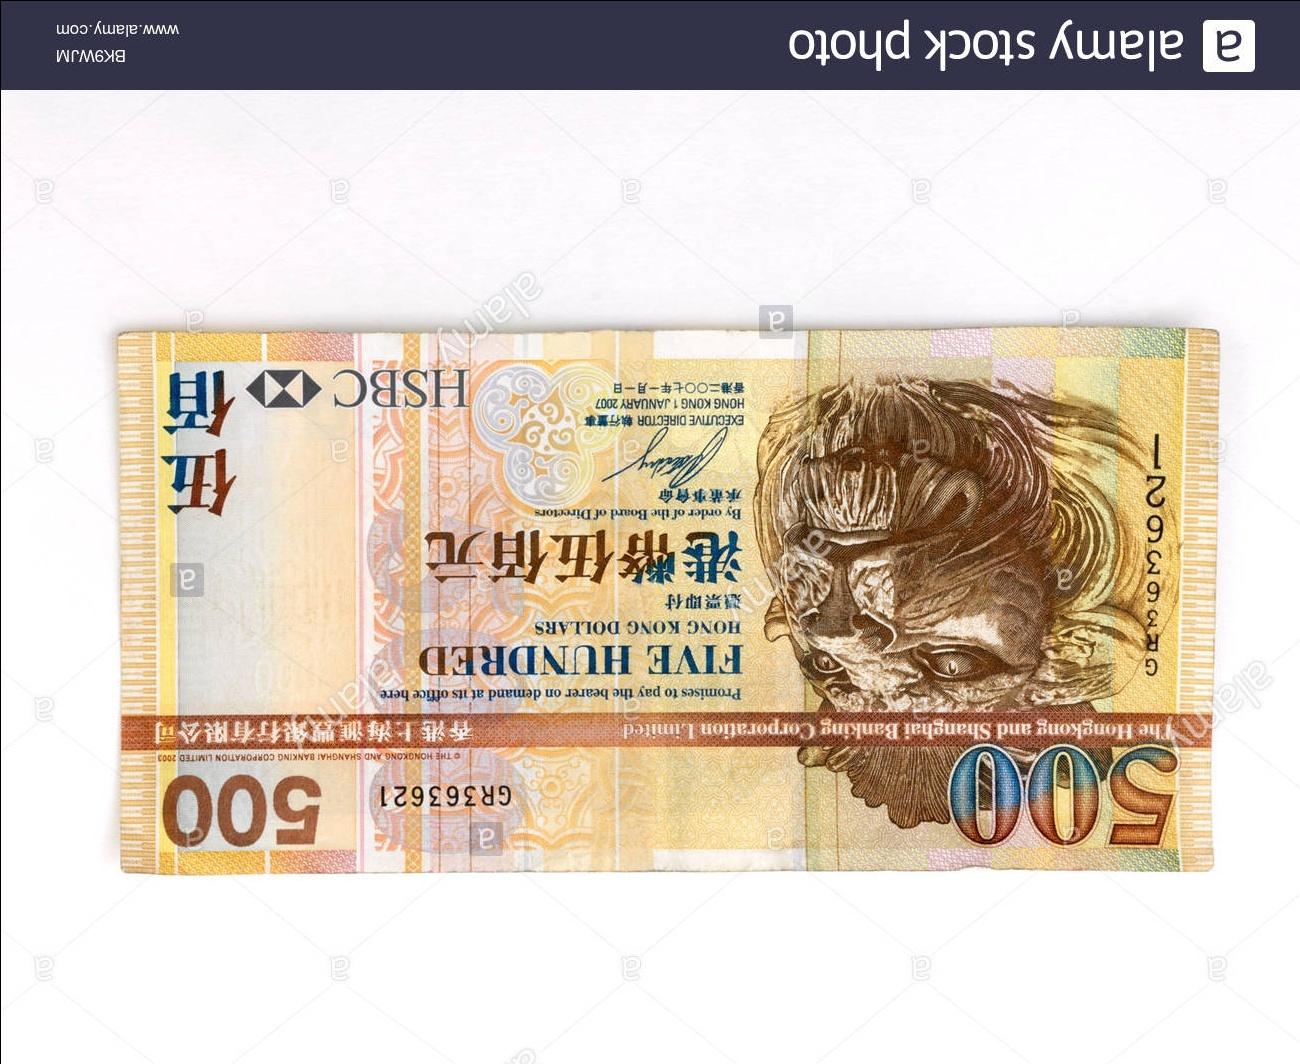 The Hongkong and Shanghai Banking Corporation Limited 香港上海滙豐銀行有限公司
500
GR363621
500
© THE HONGKONG AND SHANGHAI BANKING CORPORATION LIMITED 2003
Promises to pay the bearer on demand at its office here
FIVE HUNDRED
HONG KONG DOLLARS
憑票即付
港幣伍佰元
By order of the Board of Directors
承董事會命
EXECUTIVE DIRECTOR 執行董事
HONG KONG 1 JANUARY 2007
香港二〇〇七年一月一日
GR363621
伍佰
HSBC
alamy
a
a alamy stock photo
BK9WJM
www.alamy.com